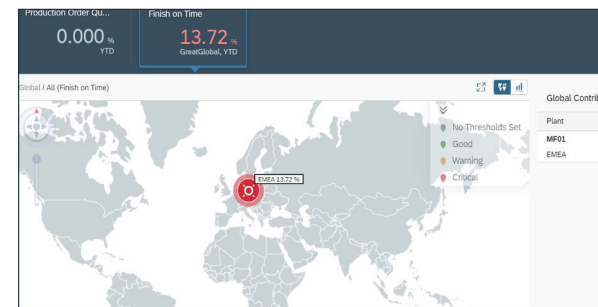 Production Order Qu...
0.000 %
YTD
Finish on Time
13.72 %
GreatGlobal, YTD
Global / All (Finish on Time)
No Thresholds Set
Good
Warning
Critical
EMEA 13.72 %
Global Contrib
Plant
MF01
EMEA